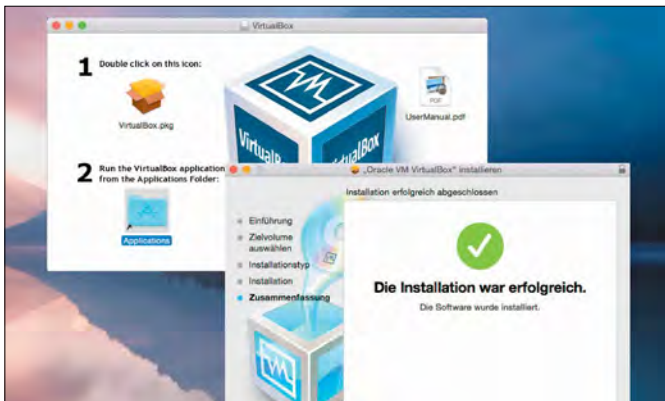 VirtualBox
1 Double click on this icon:
VirtualBox.pkg
PDF
UserManual.pdf
VirtualBox
2 Run the VirtualBox application
from the Applications Folder:
Applications
„Oracle VM VirtualBox“ installieren
Installation erfolgreich abgeschlossen
Einführung
Zielvolume
auswählen
Installationstyp
Installation
Zusammenfassung
Die Installation war erfolgreich.
Die Software wurde installiert.